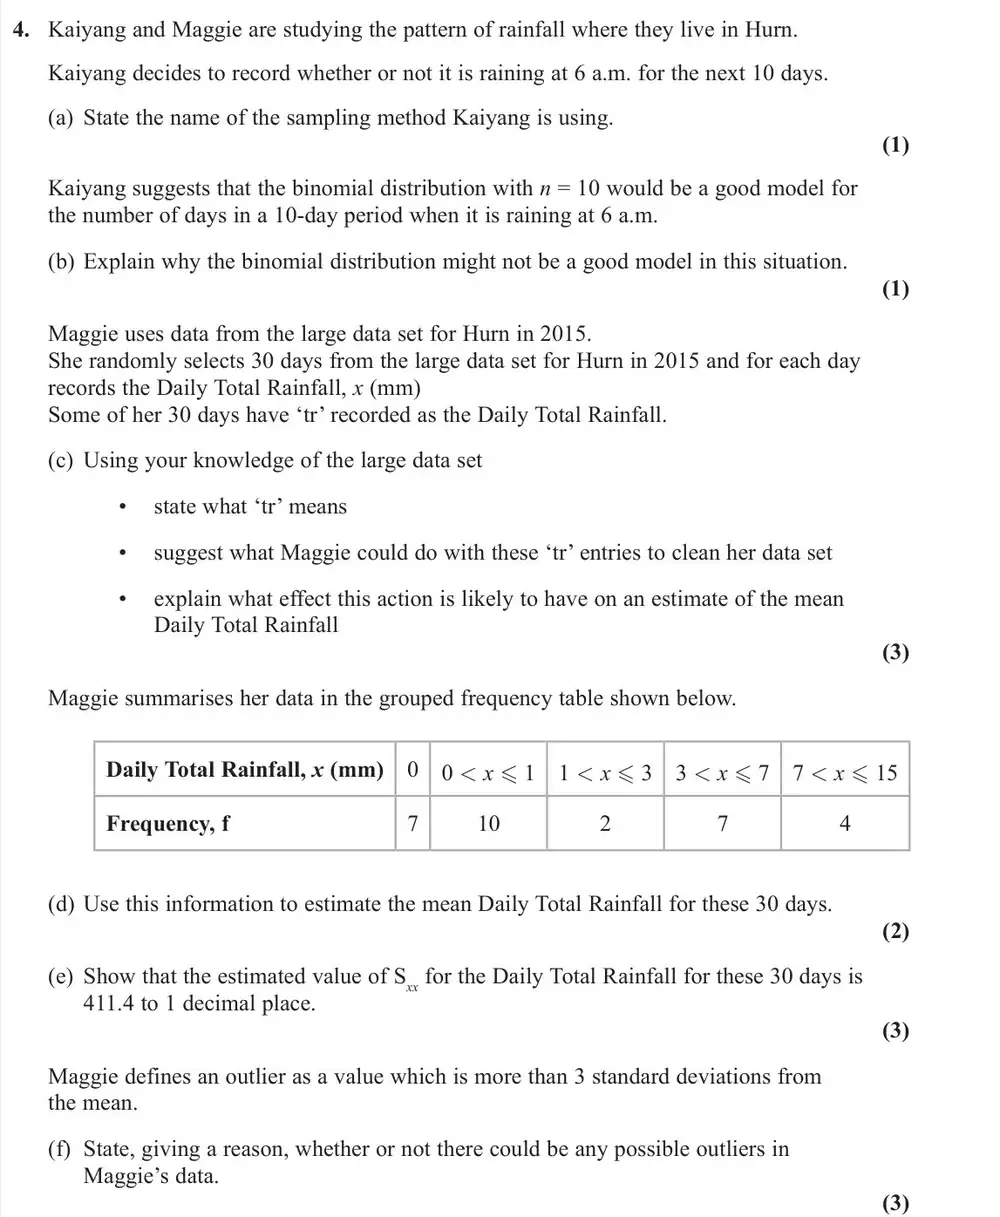 4. Kaiyang and Maggie are studying the pattern of rainfall where they live in Hurn.
Kaiyang decides to record whether or not it is raining at 6 a.m. for the next 10 days.
(a) State the name of the sampling method Kaiyang is using.
(1)
Kaiyang suggests that the binomial distribution with n = 10 would be a good model for
the number of days in a 10-day period when it is raining at 6 a.m.
(b) Explain why the binomial distribution might not be a good model in this situation.
(1)
Maggie uses data from the large data set for Hurn in 2015.
She randomly selects 30 days from the large data set for Hurn in 2015 and for each day
records the Daily Total Rainfall, x (mm)
Some of her 30 days have ‘tr’ recorded as the Daily Total Rainfall.
(c) Using your knowledge of the large data set
• state what ‘tr’ means
• suggest what Maggie could do with these ‘tr’ entries to clean her data set
• explain what effect this action is likely to have on an estimate of the mean
Daily Total Rainfall
(3)
Maggie summarises her data in the grouped frequency table shown below.
Daily Total Rainfall, x (mm) 0 0 < x ⩽ 1 1 < x ⩽ 3 3 < x ⩽ 7 7 < x ⩽ 15
Frequency, f 7 10 2 7 4
(d) Use this information to estimate the mean Daily Total Rainfall for these 30 days.
(2)
(e) Show that the estimated value of Sxx for the Daily Total Rainfall for these 30 days is
411.4 to 1 decimal place.
(3)
Maggie defines an outlier as a value which is more than 3 standard deviations from
the mean.
(f) State, giving a reason, whether or not there could be any possible outliers in
Maggie’s data.
(3)